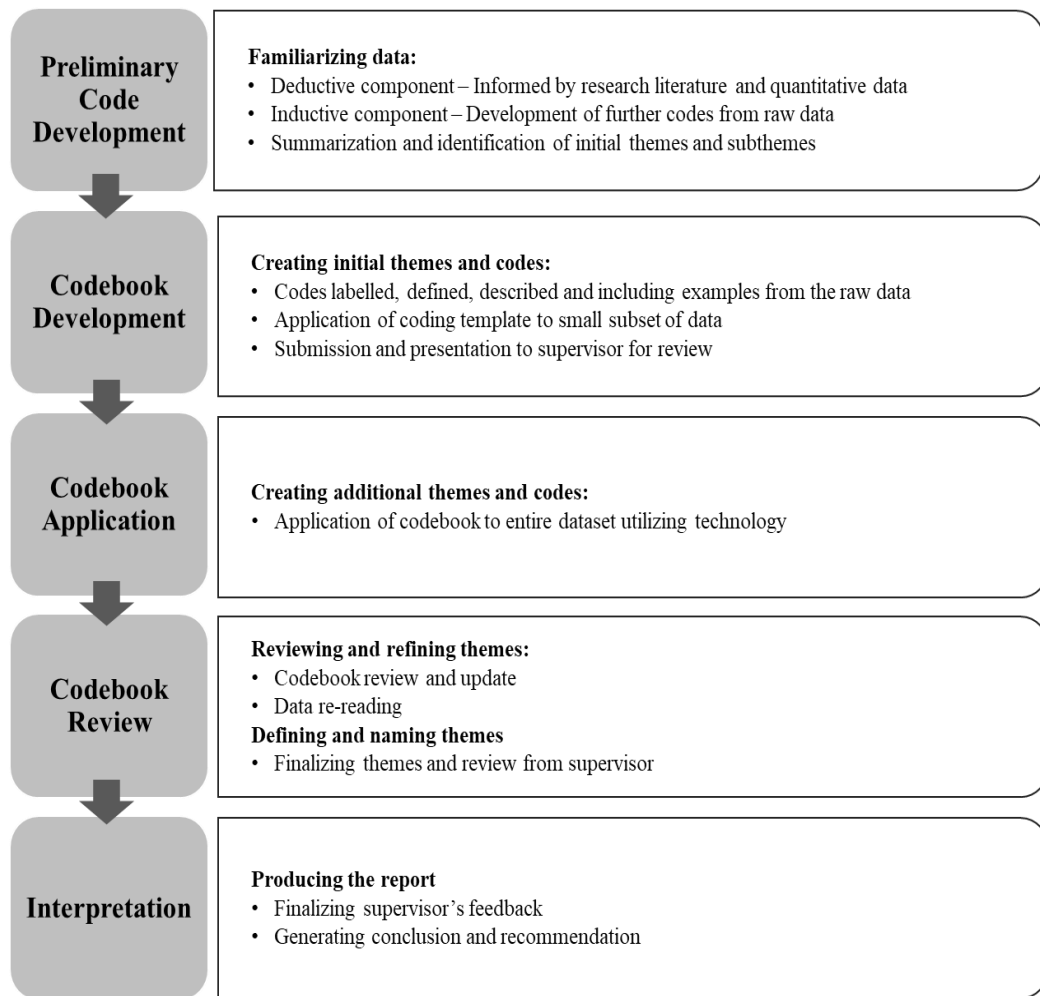 Preliminary
Code
Development
Familiarizing data:
• Deductive component – Informed by research literature and quantitative data
• Inductive component – Development of further codes from raw data
• Summarization and identification of initial themes and subthemes
Codebook
Development
Creating initial themes and codes:
• Codes labelled, defined, described and including examples from the raw data
• Application of coding template to small subset of data
• Submission and presentation to supervisor for review
Codebook
Application
Creating additional themes and codes:
• Application of codebook to entire dataset utilizing technology
Codebook
Review
Reviewing and refining themes:
• Codebook review and update
• Data re-reading
Defining and naming themes
• Finalizing themes and review from supervisor
Interpretation
Producing the report
• Finalizing supervisor’s feedback
• Generating conclusion and recommendation